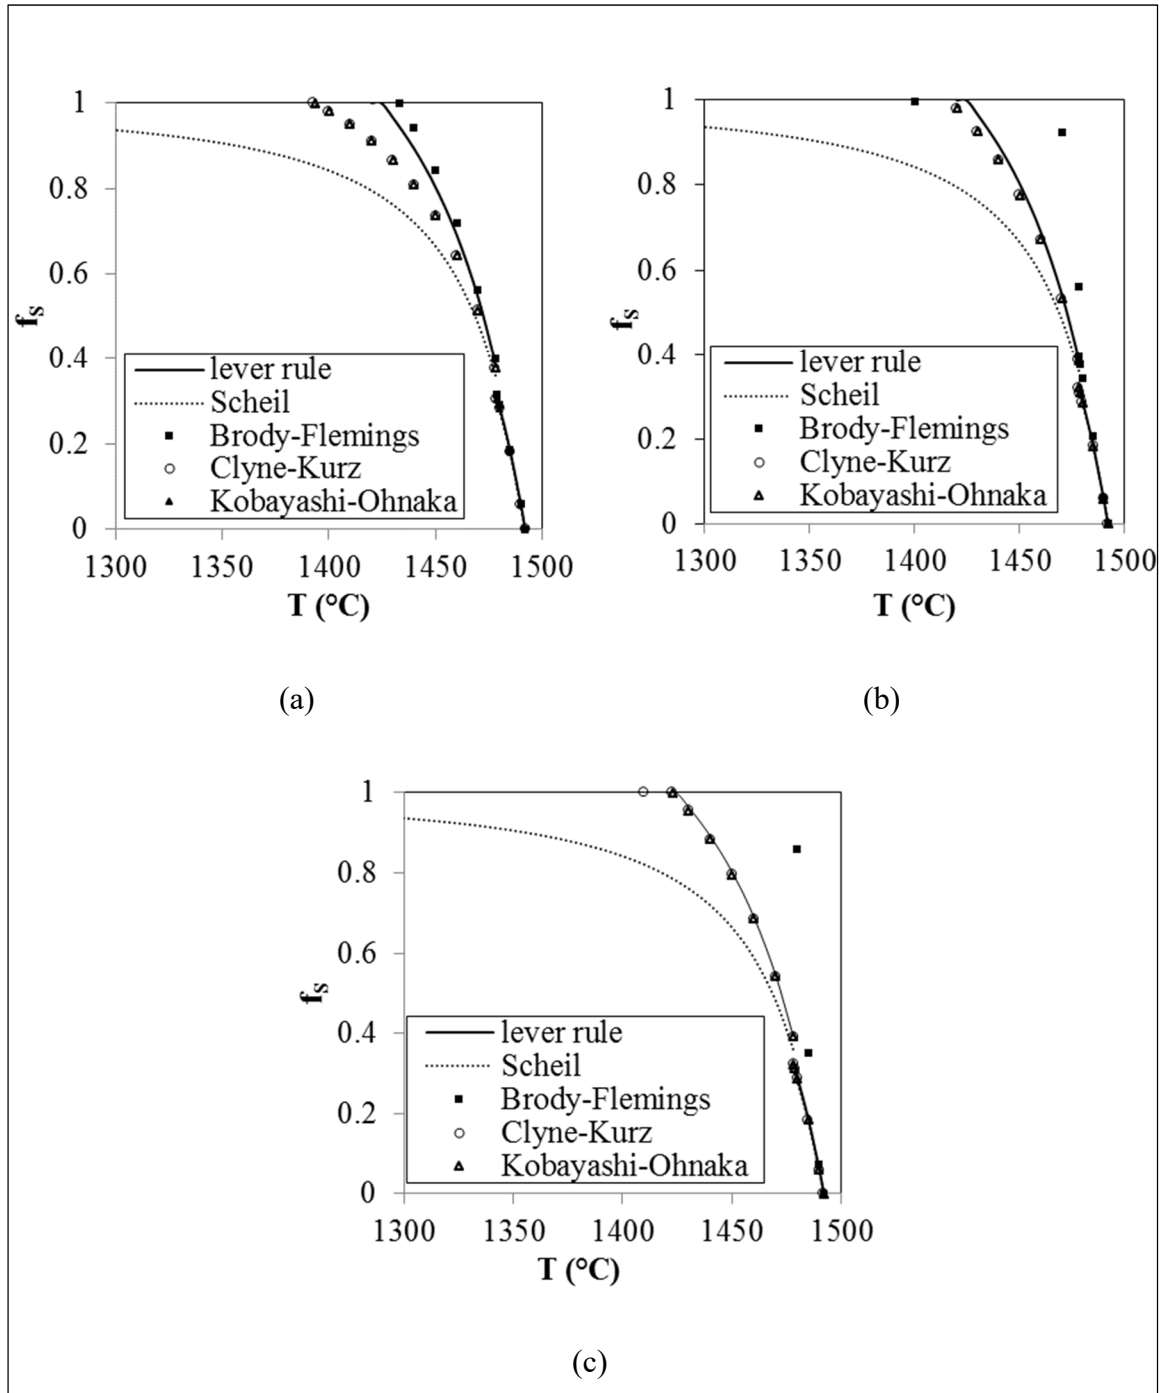 1
0.8
0.6
0.4
0.2
0
f_S
lever rule
Scheil
Brody-Flemings
Clyne-Kurz
Kobayashi-Ohnaka
1300 1350 1400 1450 1500
T (°C)
(a)
1
0.8
0.6
0.4
0.2
0
f_S
lever rule
Scheil
Brody-Flemings
Clyne-Kurz
Kobayashi-Ohnaka
1300 1350 1400 1450 1500
T (°C)
(b)
1
0.8
0.6
0.4
0.2
0
f_S
lever rule
Scheil
Brody-Flemings
Clyne-Kurz
Kobayashi-Ohnaka
1300 1350 1400 1450 1500
T (°C)
(c)